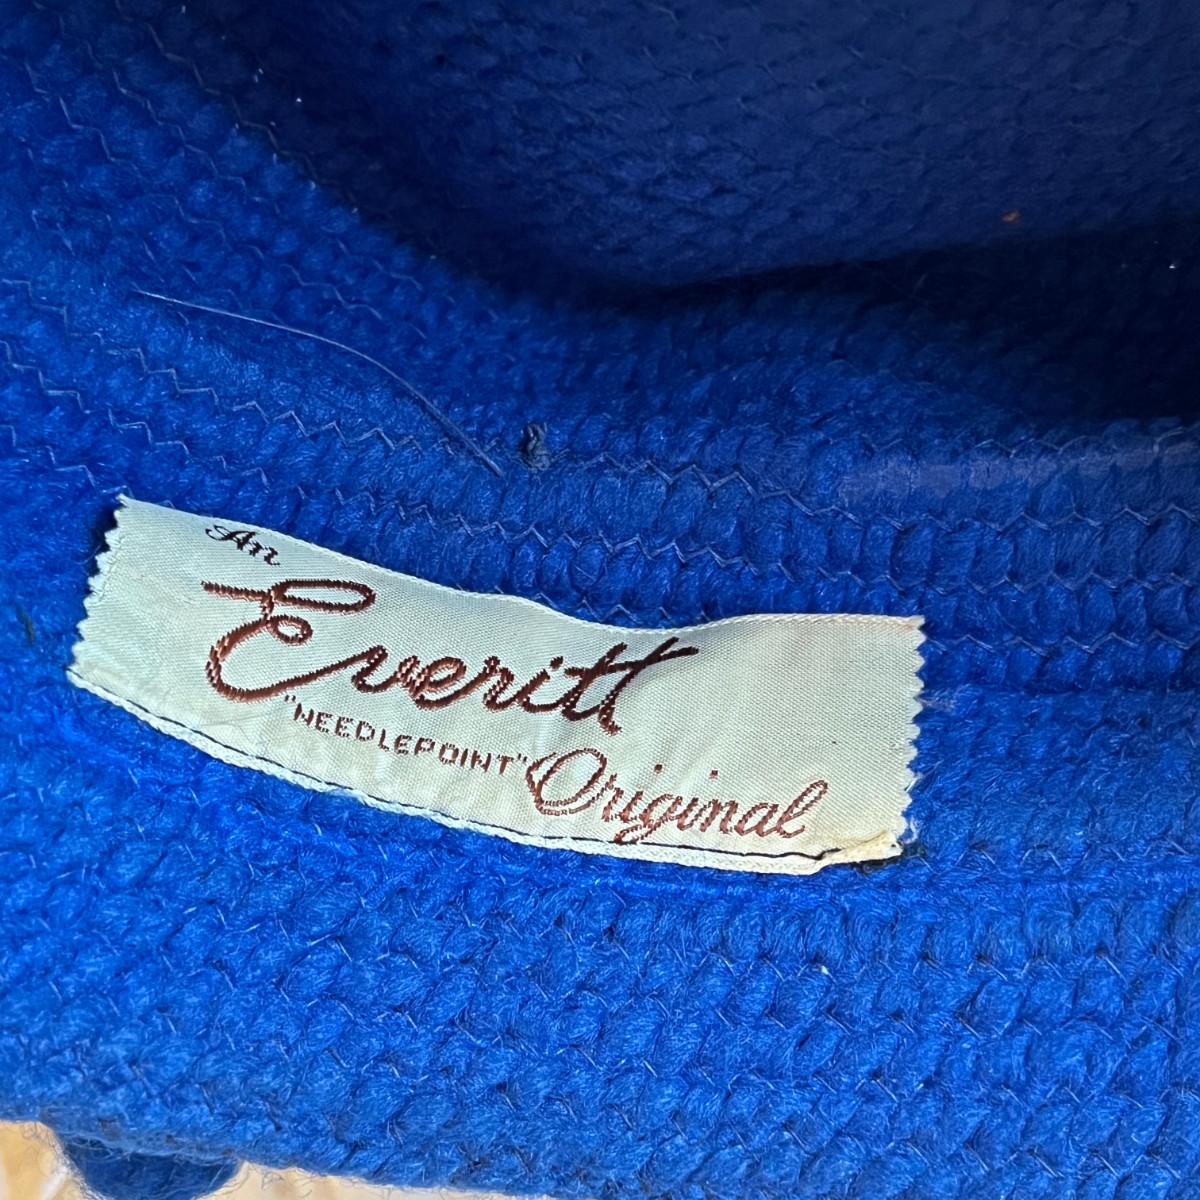 An
Everitt
"NEEDLEPOINT" Original